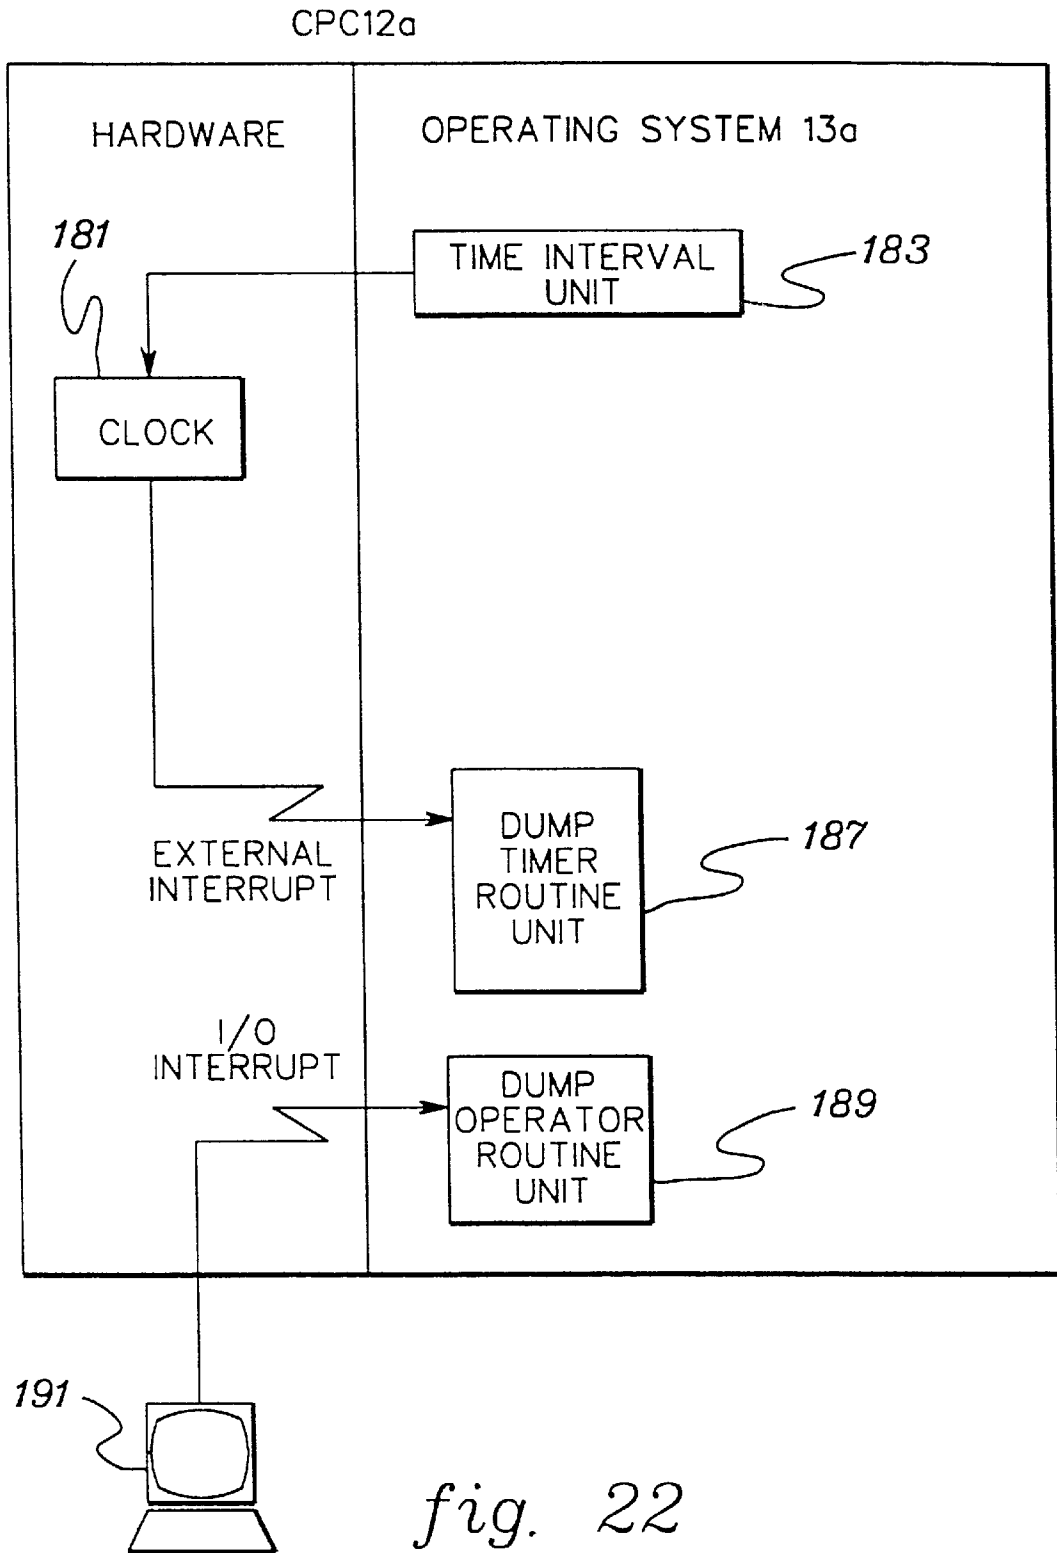 CPC12a
HARDWARE
OPERATING SYSTEM 13a
181
TIME INTERVAL
UNIT
183
CLOCK
EXTERNAL
INTERRUPT
DUMP
TIMER
ROUTINE
UNIT
187
I/O
INTERRUPT
DUMP
OPERATOR
ROUTINE
UNIT
189
191
fig. 22